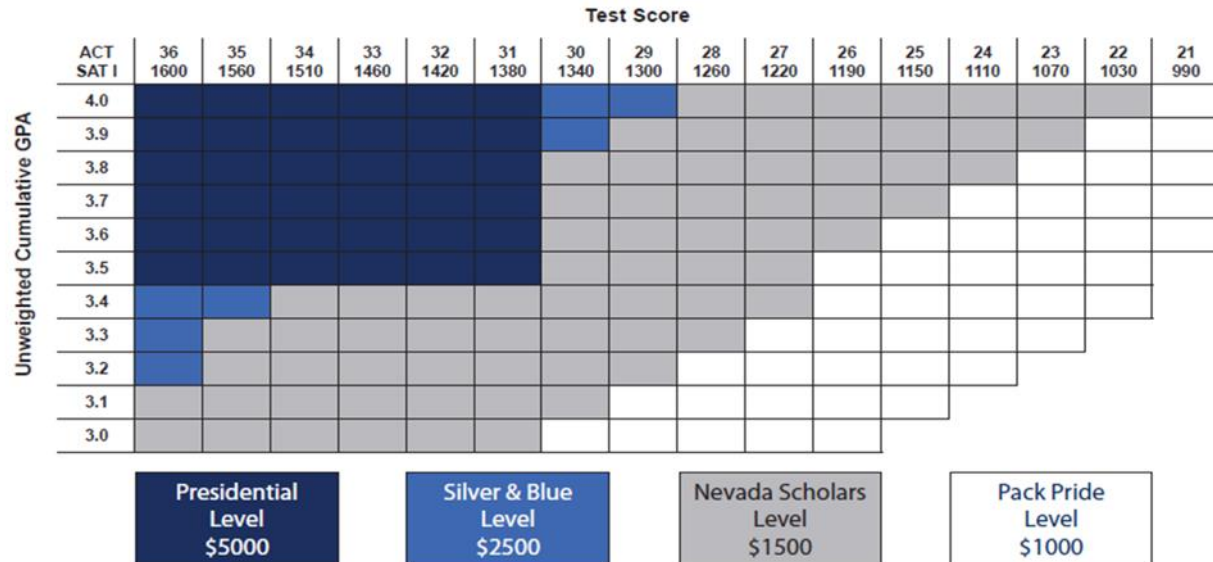 Test Score
ACT 36 35 34 33 32 31 30 29 28 27 26 25 24 23 22 21
SAT I 1600 1560 1510 1460 1420 1380 1340 1300 1260 1220 1190 1150 1110 1070 1030 990
Unweighted Cumulative GPA
4.0
3.9
3.8
3.7
3.6
3.5
3.4
3.3
3.2
3.1
3.0
Presidential
Level
$5000
Silver & Blue
Level
$2500
Nevada Scholars
Level
$1500
Pack Pride
Level
$1000